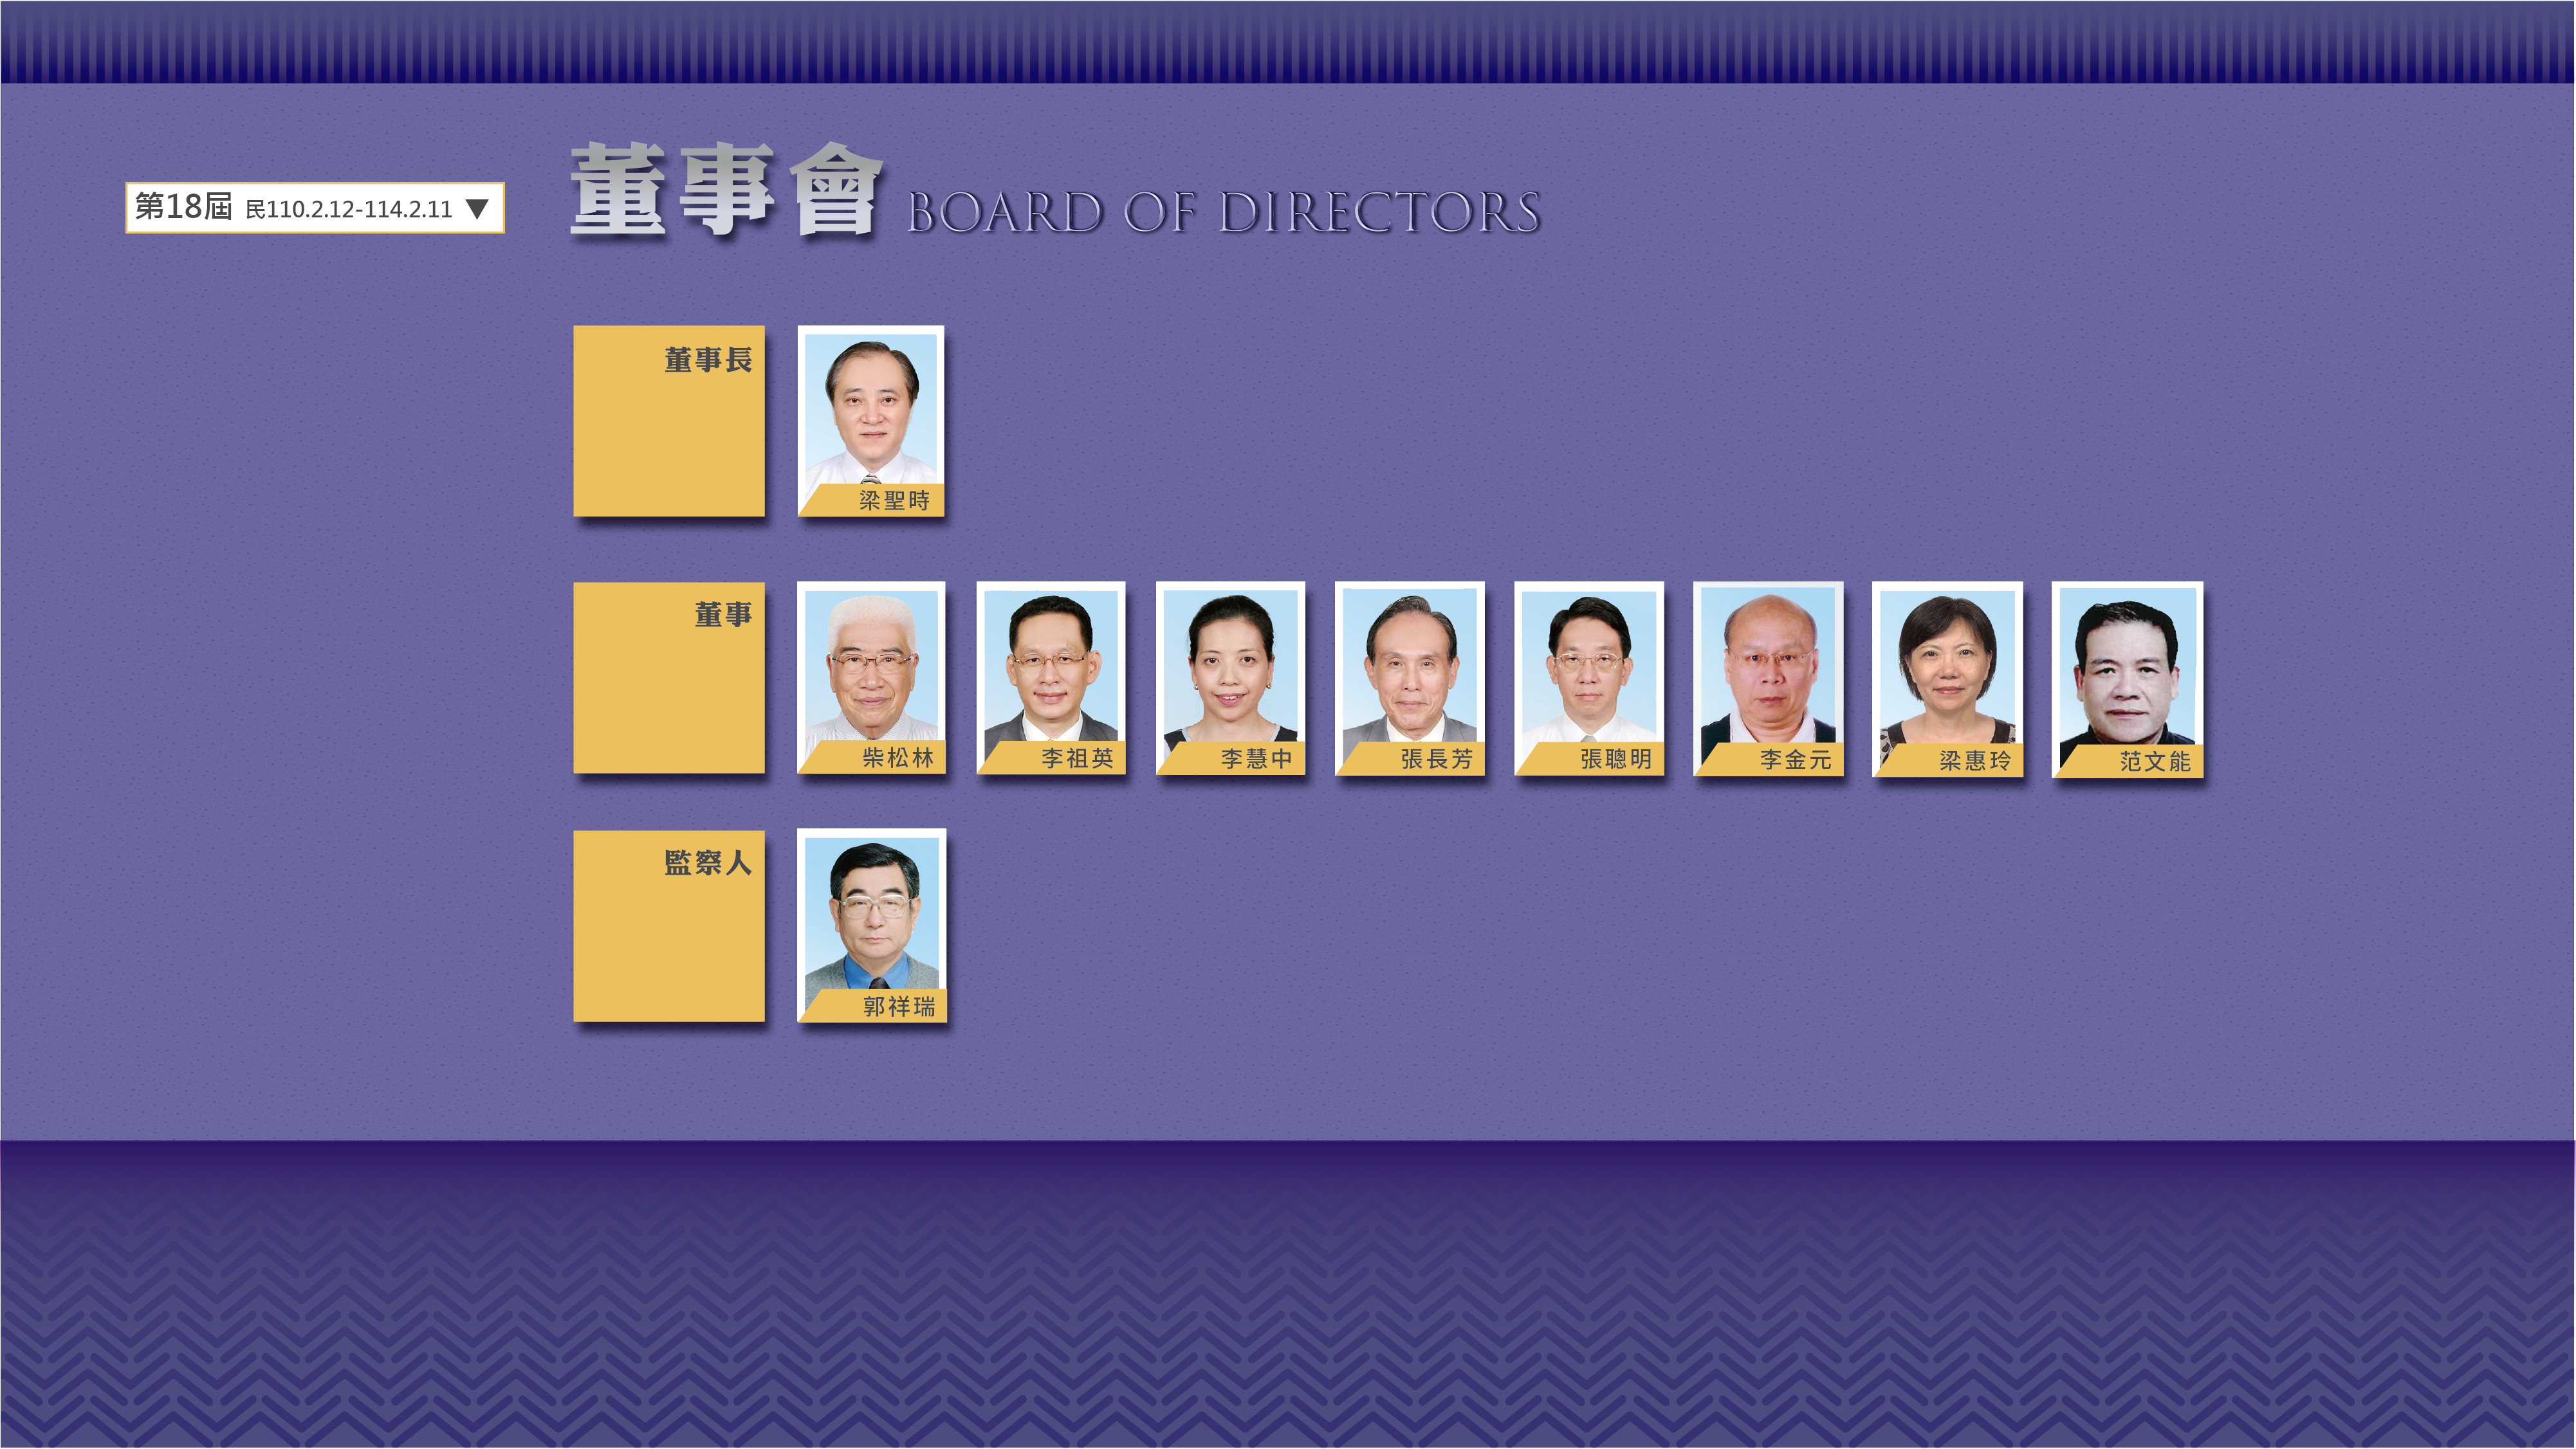 第18屆 民110.2.12-114.2.11 ▼
董事會 BOARD OF DIRECTORS
董事長
梁聖時
董事
柴松林
李祖英
李慧中
張長芳
張聰明
李金元
梁惠玲
范文能
監察人
郭祥瑞